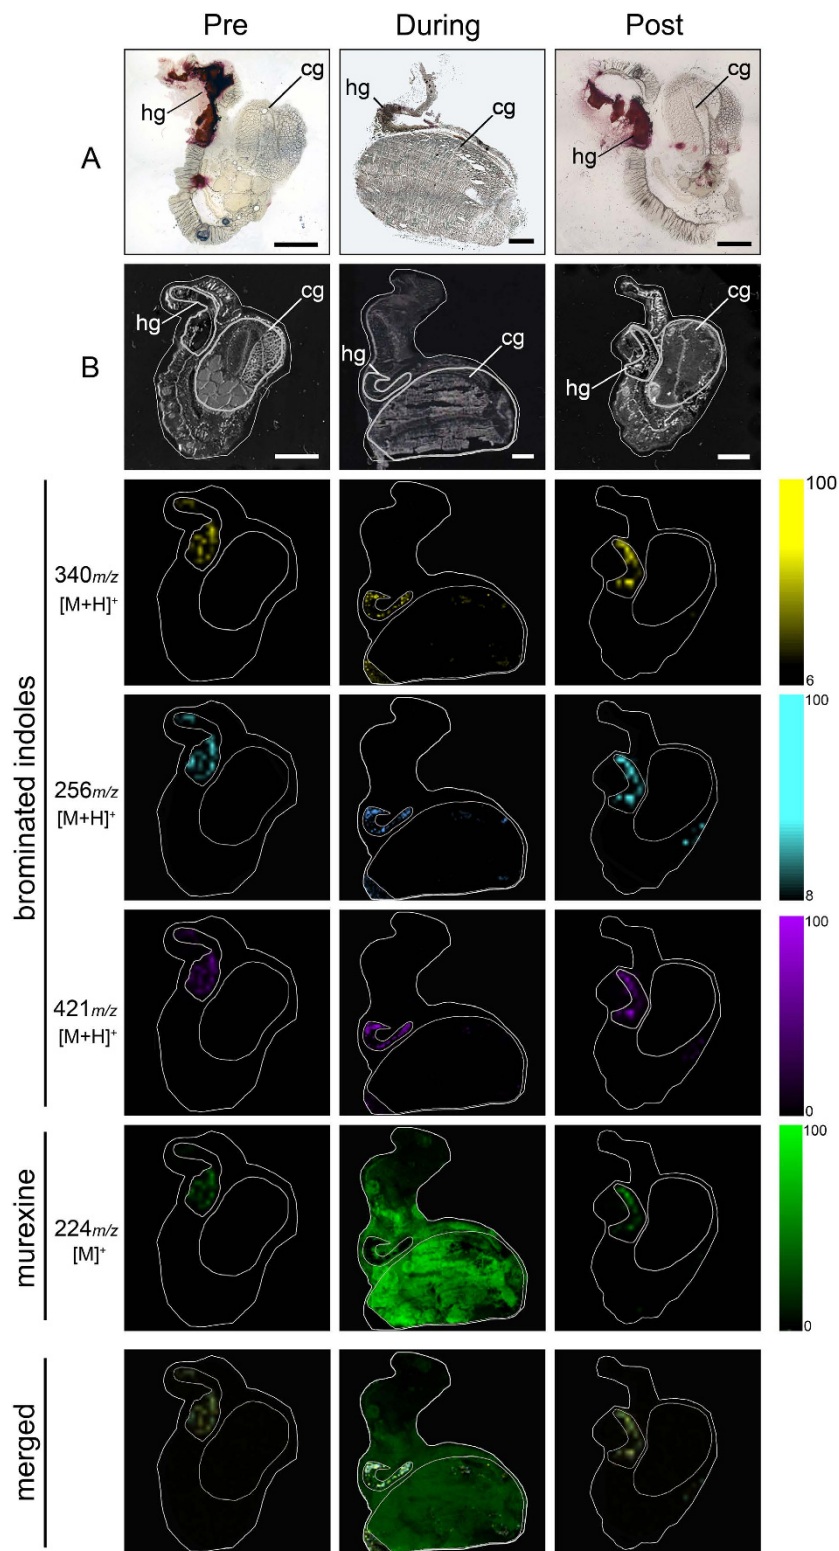 Pre During Post
A
hg cg hg cg hg cg
B
hg cg hg cg hg cg
brominated indoles
340m/z
[M+H]⁺
100
6
256m/z
[M+H]⁺
100
8
421m/z
[M+H]⁺
100
0
murexine
224m/z
[M]⁺
100
0
merged